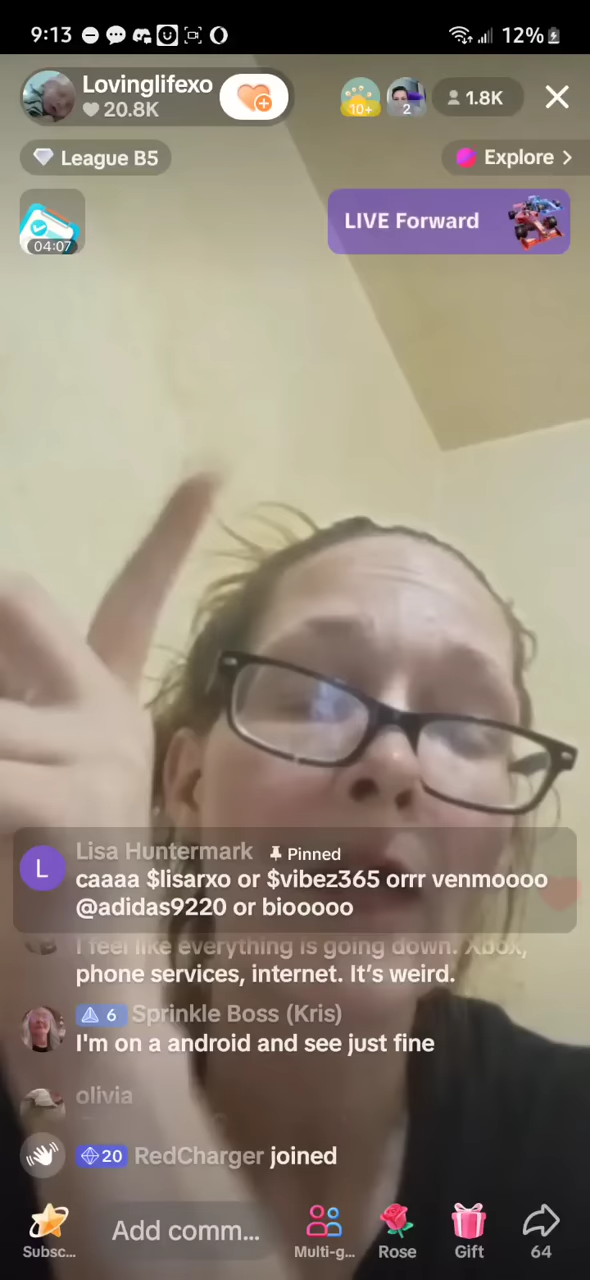 9:13
12%
Lovinglifexo
20.8K
10+
2
1.8K
League B5
Explore >
04:07
LIVE Forward
L
Lisa Huntermark Pinned
caaaa $lisarxo or $vibez365 orrr venmoooo
@adidas9220 or biooooo
I feel like everything is going down. Xbox,
phone services, internet. It's weird.
6 Sprinkle Boss (Kris)
I'm on a android and see just fine
olivia
20 RedCharger joined
Subsc...
Add comm...
Multi-g...
Rose
Gift
64